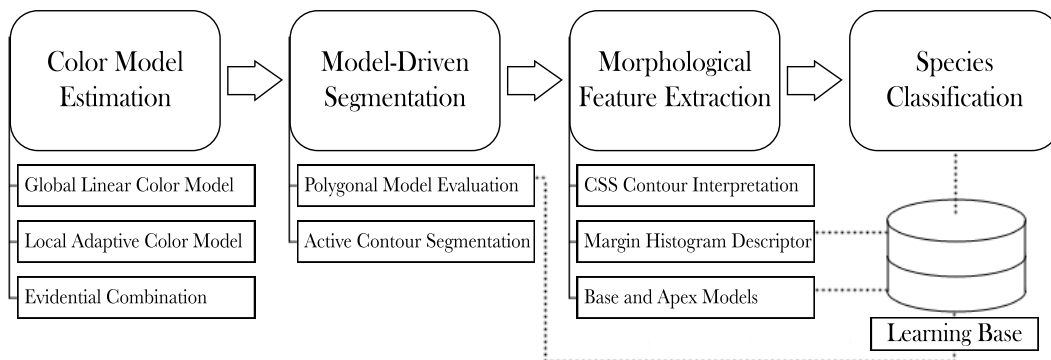 Color Model
Estimation
Model-Driven
Segmentation
Morphological
Feature Extraction
Species
Classification
Global Linear Color Model
Local Adaptive Color Model
Evidential Combination
Polygonal Model Evaluation
Active Contour Segmentation
CSS Contour Interpretation
Margin Histogram Descriptor
Base and Apex Models
Learning Base